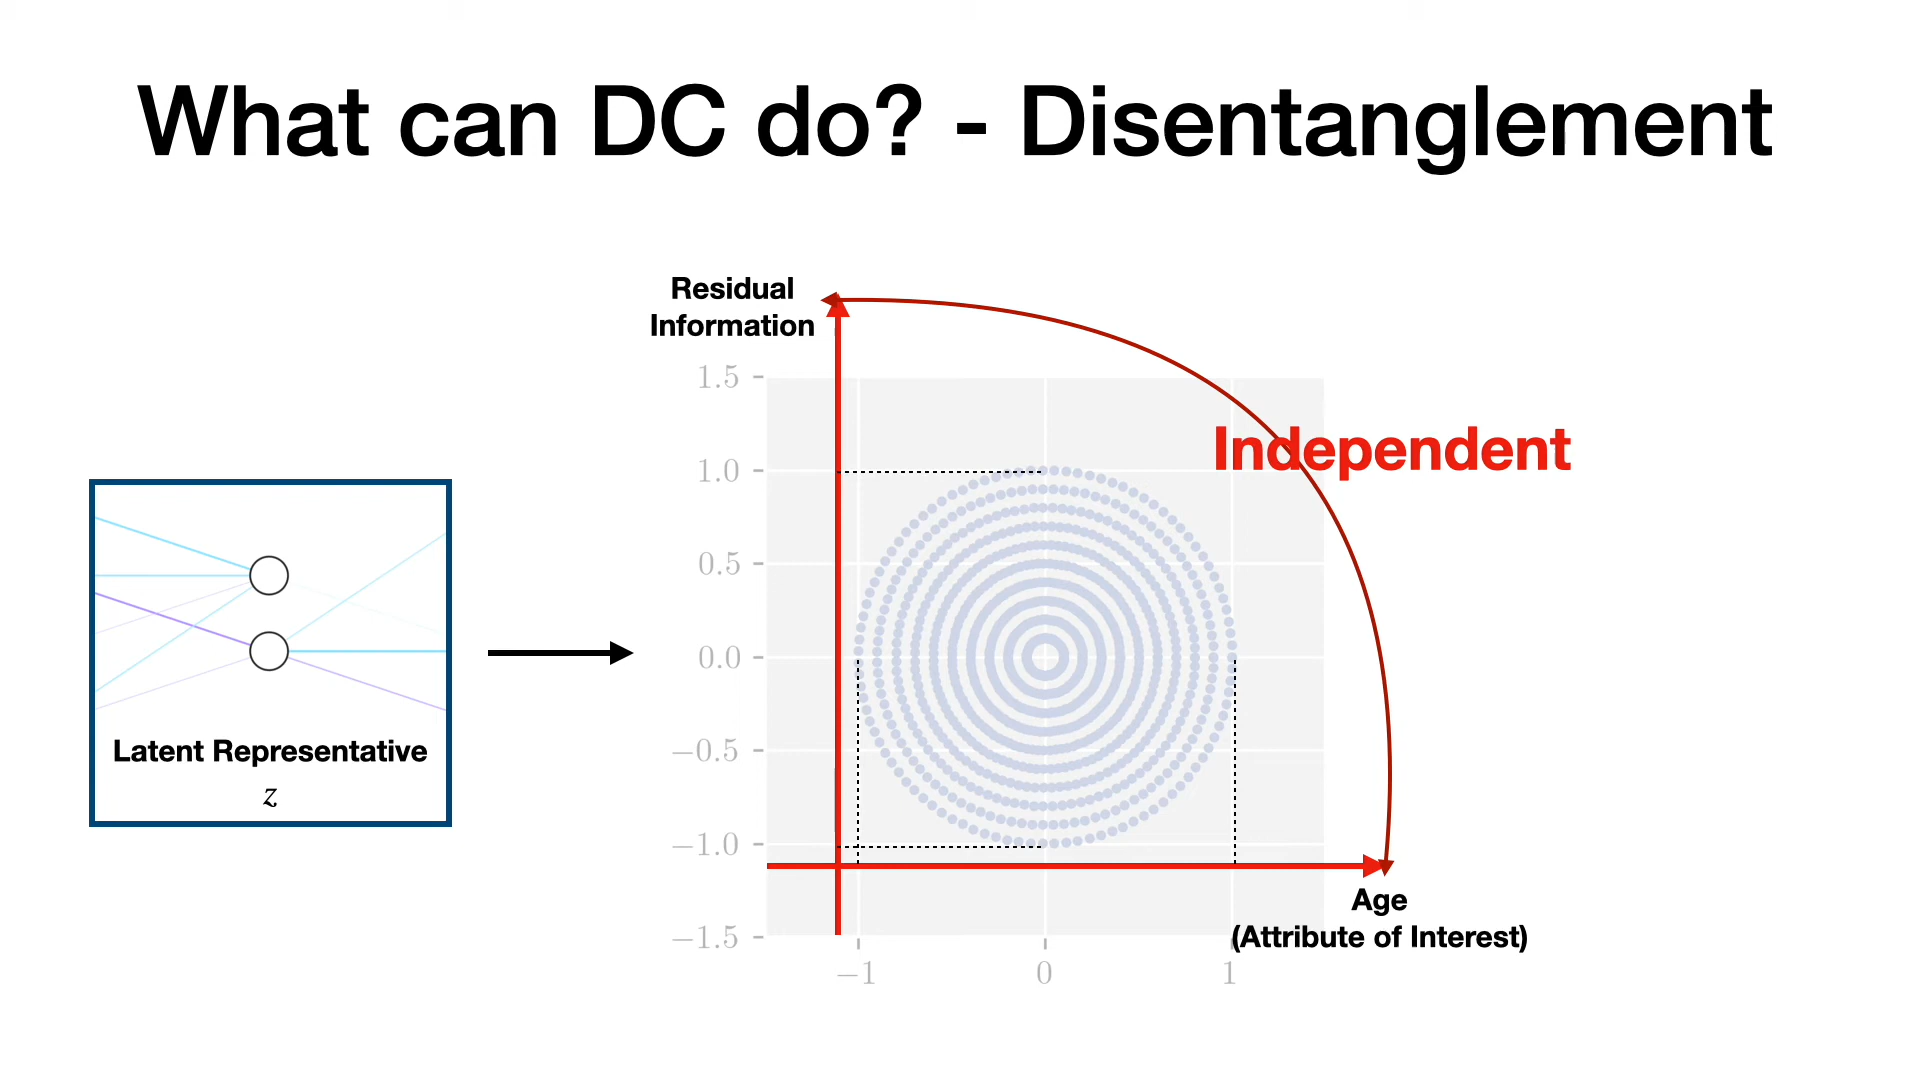 What can DC do? - Disentanglement
Residual
Information
Independent
1.5
1.0
0.5
0.0
−0.5
−1.0
−1.5
−1
0
1
Latent Representative
z
Age
(Attribute of Interest)